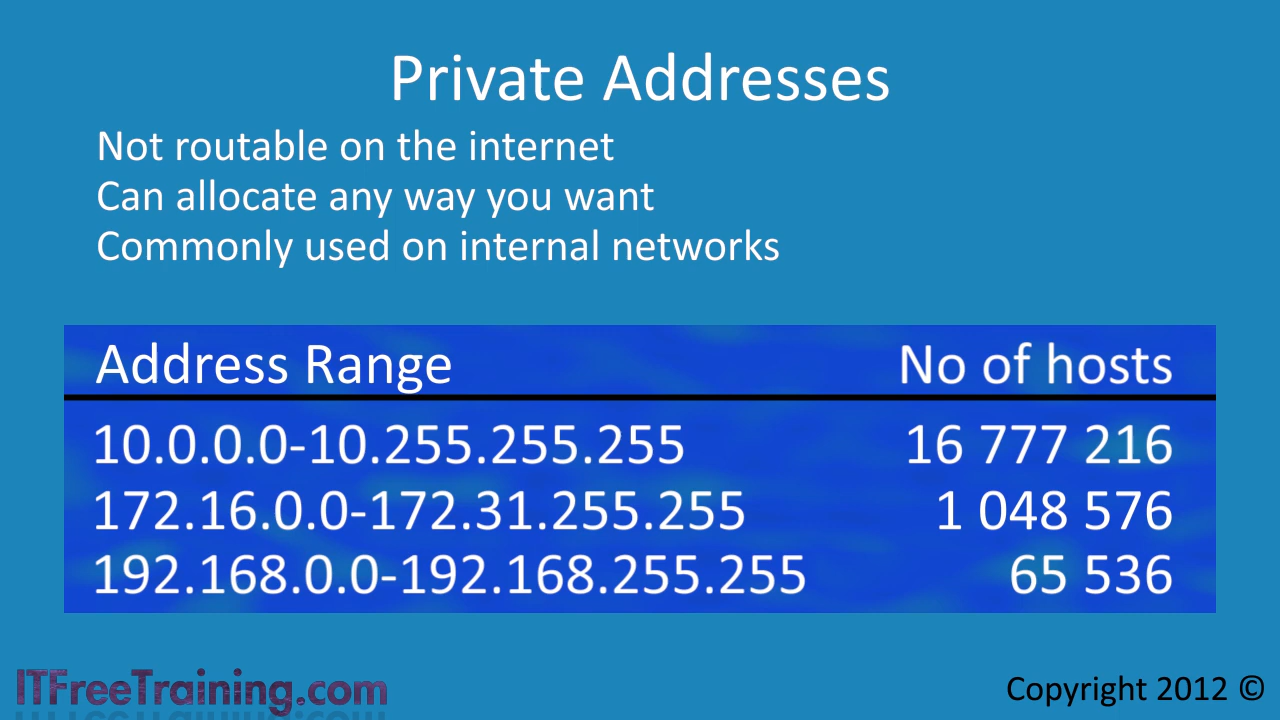 Private Addresses
Not routable on the internet
Can allocate any way you want
Commonly used on internal networks
Address Range No of hosts
10.0.0.0-10.255.255.255 16 777 216
172.16.0.0-172.31.255.255 1 048 576
192.168.0.0-192.168.255.255 65 536
ITFreeTraining.com Copyright 2012 ©